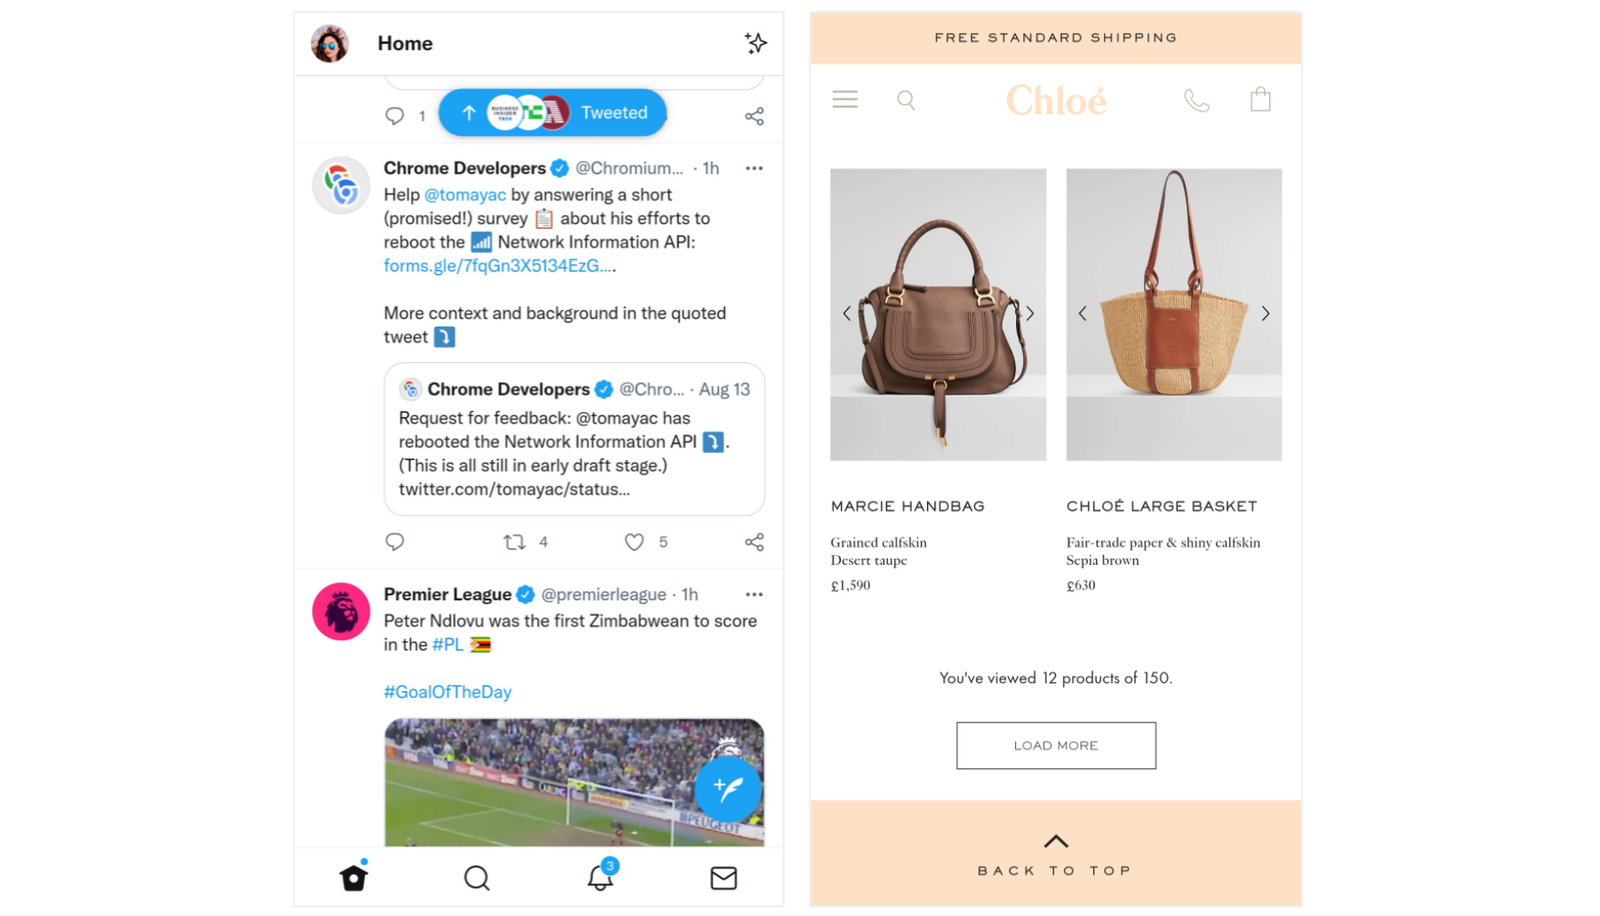 Home
1
BUSINESS
INSIDER
TECH
Tweeted
Chrome Developers @Chromium... · 1h
Help @tomayac by answering a short
(promised!) survey 📋 about his efforts to
reboot the 📶 Network Information API:
forms.gle/7fqGn3X5134EzG....
More context and background in the quoted
tweet ⤵️
Chrome Developers @Chro... · Aug 13
Request for feedback: @tomayac has
rebooted the Network Information API ⤵️.
(This is all still in early draft stage.)
twitter.com/tomayac/status...
4
5
Premier League @premierleague · 1h
Peter Ndlovu was the first Zimbabwean to score
in the #PL 🇿🇼
#GoalOfTheDay
PEUGEOT
3
FREE STANDARD SHIPPING
Chloé
MARCIE HANDBAG
Grained calfskin
Desert taupe
£1,590
CHLOÉ LARGE BASKET
Fair-trade paper & shiny calfskin
Sepia brown
£630
You've viewed 12 products of 150.
LOAD MORE
BACK TO TOP